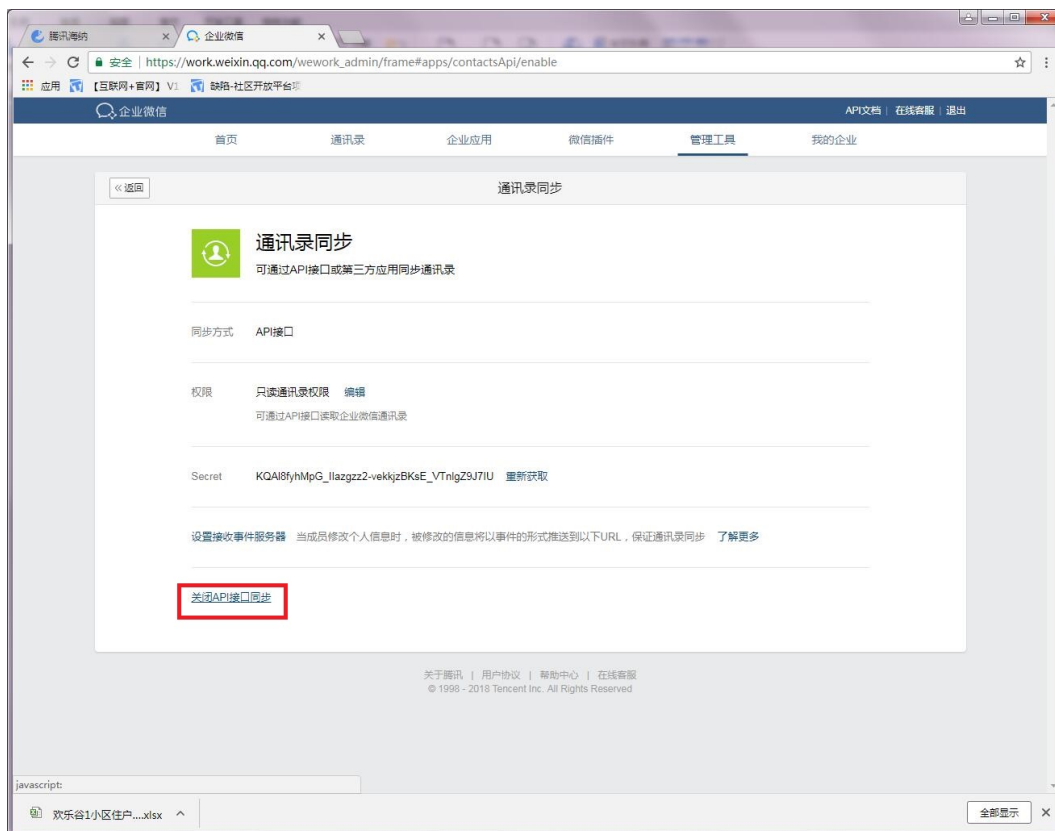 腾讯海纳
企业微信
安全 | https://work.weixin.qq.com/wework_admin/frame#apps/contactsApi/enable
应用 【互联网+官网】V1 缺陷-社区开放平台项
企业微信
API文档 | 在线客服 | 退出
首页 通讯录 企业应用 微信插件 管理工具 我的企业
«返回 通讯录同步
通讯录同步
可通过API接口或第三方应用同步通讯录
同步方式 API接口
权限 只读通讯录权限 编辑
可通过API接口读取企业微信通讯录
Secret KQAl8fyhMpG_IIazgzz2-vekkjzBKsE_VTnlgZ9J7IU 重新获取
设置接收事件服务器 当成员修改个人信息时，被修改的信息将以事件的形式推送到以下URL，保证通讯录同步 了解更多
关闭API接口同步
关于腾讯 | 用户协议 | 帮助中心 | 在线客服
© 1998 - 2018 Tencent Inc. All Rights Reserved
javascript:
欢乐谷1小区住户....xlsx
全部显示